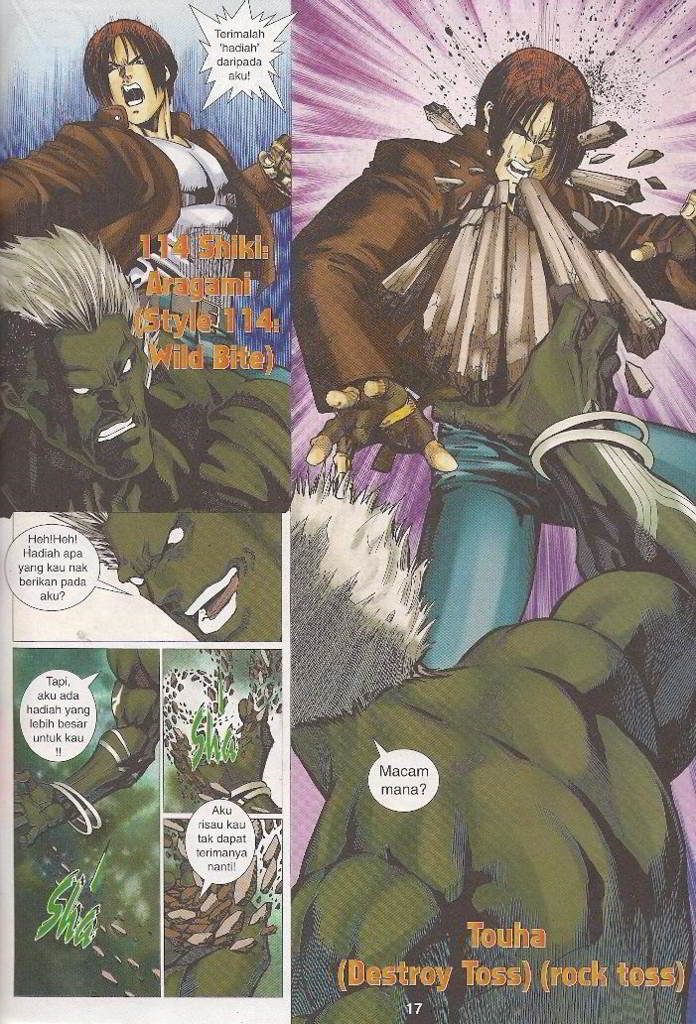 Terimalah
'hadiah'
daripada
aku!
114 Shiki:
Aragami
(Style 114:
Wild Bite)
Heh!Heh!
Hadiah apa
yang kau nak
berikan pada
aku?
Tapi,
aku ada
hadiah yang
lebih besar
untuk kau
!!
Sha
Sha
Aku
risau kau
tak dapat
terimanya
nanti!
Macam
mana?
Touha
(Destroy Toss) (rock toss)
17